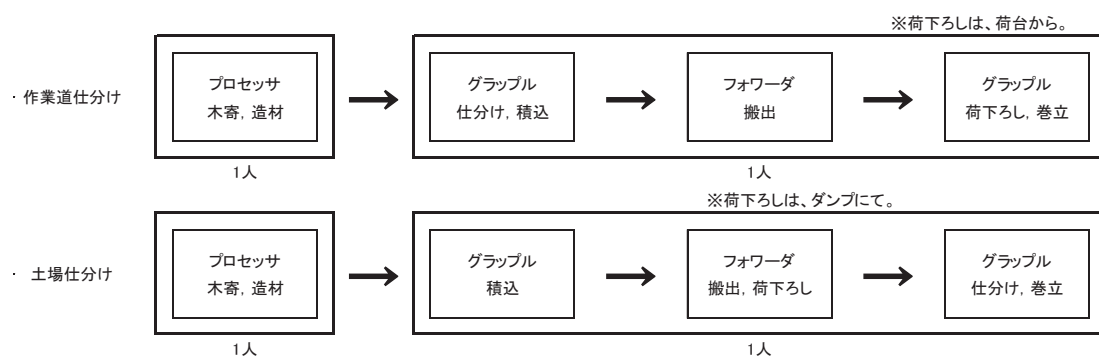 ※荷下ろしは、荷台から。
・作業道仕分け
プロセッサ
木寄, 造材
グラップル
仕分け, 積込
フォワーダ
搬出
グラップル
荷下ろし, 巻立
1人
1人
※荷下ろしは、ダンプにて。
・ 土場仕分け
プロセッサ
木寄, 造材
グラップル
積込
フォワーダ
搬出, 荷下ろし
グラップル
仕分け, 巻立
1人
1人